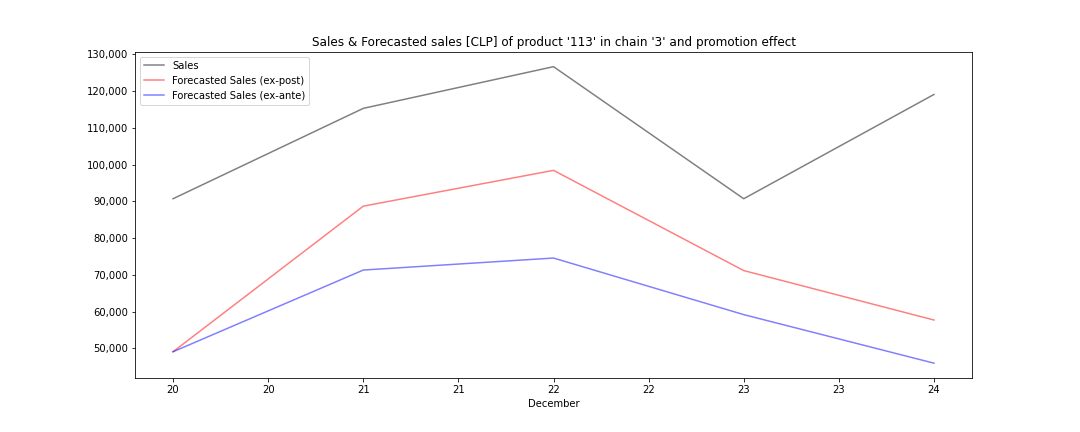 Sales & Forecasted sales [CLP] of product '113' in chain '3' and promotion effect
130,000
120,000
110,000
100,000
90,000
80,000
70,000
60,000
50,000
Sales
Forecasted Sales (ex-post)
Forecasted Sales (ex-ante)
20 20 21 21 22 22 23 23 24
December